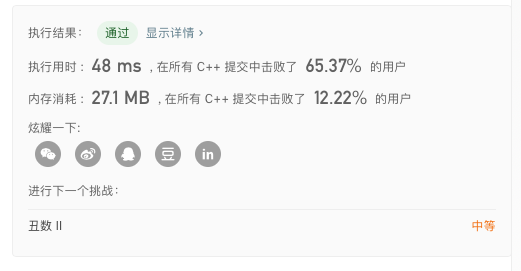 执行结果： 通过 显示详情 ›
执行用时： 48 ms , 在所有 C++ 提交中击败了 65.37% 的用户
内存消耗： 27.1 MB , 在所有 C++ 提交中击败了 12.22% 的用户
炫耀一下:
豆 in
进行下一个挑战：
丑数 II 中等